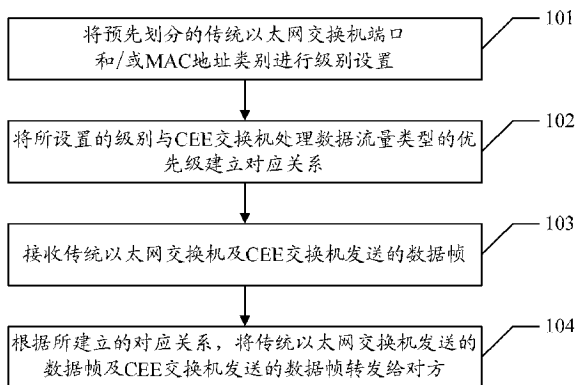 101
将预先划分的传统以太网交换机端口
和/或MAC地址类别进行级别设置
102
将所设置的级别与CEE交换机处理数据流量类型的优
先级建立对应关系
103
接收传统以太网交换机及CEE交换机发送的数据帧
104
根据所建立的对应关系，将传统以太网交换机发送的
数据帧及CEE交换机发送的数据帧转发给对方